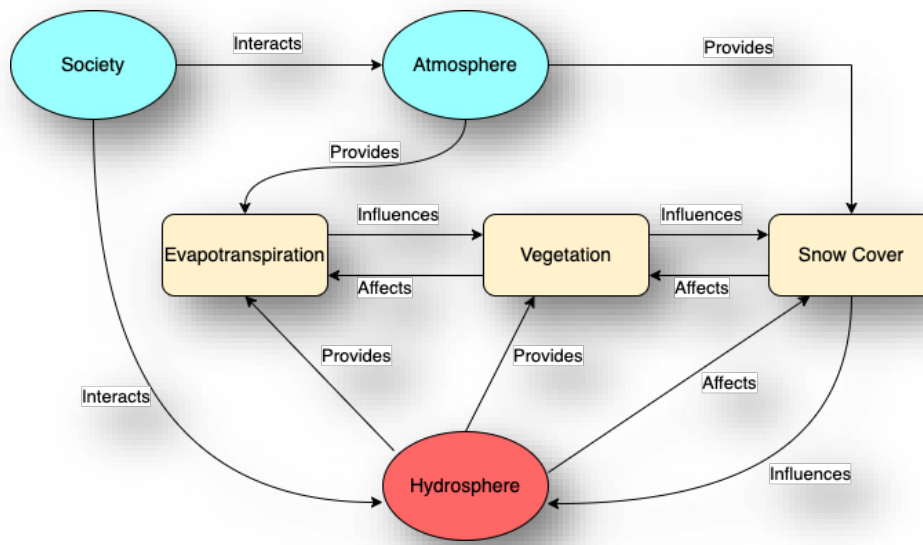 Society
Interacts
Atmosphere
Provides
Provides
Evapotranspiration
Influences
Vegetation
Influences
Snow Cover
Affects
Affects
Provides
Provides
Affects
Interacts
Hydrosphere
Influences